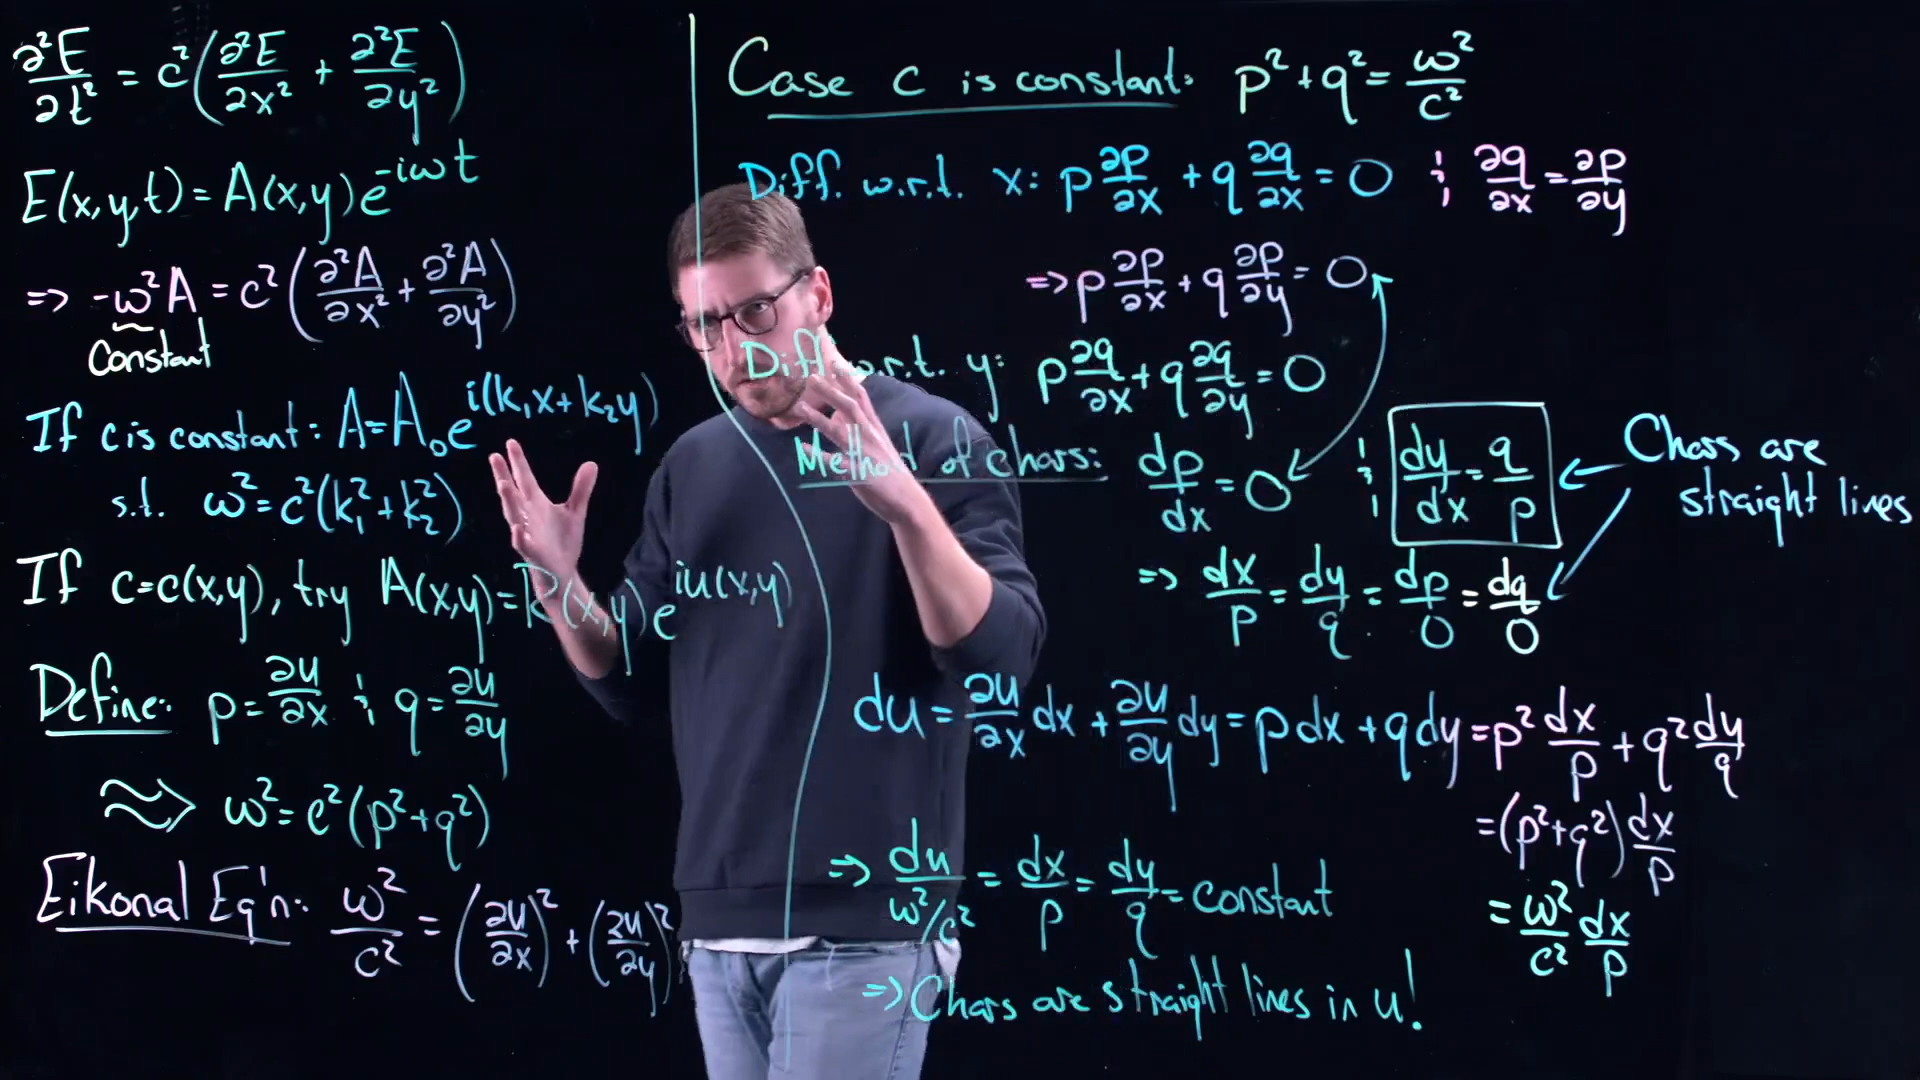 ∂²E/∂t² = c²(∂²E/∂x² + ∂²E/∂y²)
E(x,y,t) = A(x,y)e^{-iωt}
=> -ω²A = c²(∂²A/∂x² + ∂²A/∂y²)
Constant
If c is constant: A = A₀e^{i(k₁x + k₂y)}
s.t. ω² = c²(k₁² + k₂²)
If c=c(x,y), try A(x,y) = R(x,y)e^{iu(x,y)}
Define: p = ∂u/∂x & q = ∂u/∂y
≈> ω² = c²(p²+q²)
Eikonal Eq'n: ω²/c² = (∂u/∂x)² + (∂u/∂y)²
Case c is constant: p² + q² = ω²/c²
Diff. w.r.t. x: p ∂p/∂x + q ∂q/∂x = 0 & ∂q/∂x = ∂p/∂y
=> p ∂p/∂x + q ∂p/∂y = 0
Diff. w.r.t. y: p ∂q/∂x + q ∂q/∂y = 0
Method of chars: dp/dx = 0 & dy/dx = q/p
Chars are
straight lines
=> dx/p = dy/q = dp/0 = dq/0
du = ∂u/∂x dx + ∂u/∂y dy = p dx + q dy = p² dx/p + q² dy/q
= (p²+q²) dx/p
= ω²/c² dx/p
=> du/(ω²/c²) = dx/p = dy/q = constant
=> Chars are straight lines in u!